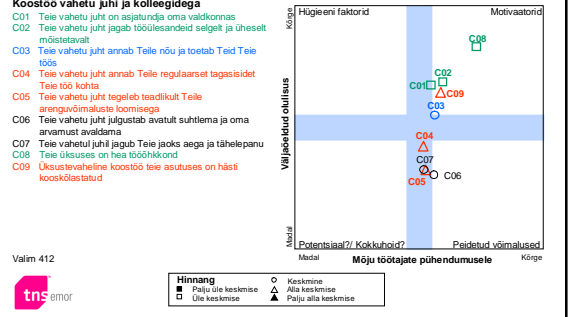 Koostöö vahetu juhi ja kolleegidega
C01 Teie vahetu juht on asjatundja oma valdkonnas
C02 Teie vahetu juht jagab tööülesandeid selgelt ja üheselt
mõistetavalt
C03 Teie vahetu juht annab Teile nõu ja toetab Teid Teie
töös
C04 Teie vahetu juht annab Teile regulaarset tagasisidet
Teie töö kohta
C05 Teie vahetu juht tegeleb teadlikult Teile
arenguvõimaluste loomisega
C06 Teie vahetu juht julgustab avatult suhtlema ja oma
arvamust avaldama
C07 Teie vahetul juhil jagub Teie jaoks aega ja tähelepanu
C08 Teie üksuses on hea tööõhkkond
C09 Üksustevaheline koostöö teie asutuses on hästi
kooskõlastatud
Kõrge
Hügieeni faktorid
Motivaatorid
C08
C02
C01
C09
C03
C04
C07
C06
C05
Väljaöeldud olulisus
Madal
Potentsiaal?/ Kokkuhoid?
Peidetud võimalused
Madal
Mõju töötajate pühendumusele
Kõrge
Valim 412
tns emor
Hinnang
Palju üle keskmise
Üle keskmise
Keskmine
Alla keskmise
Palju alla keskmise